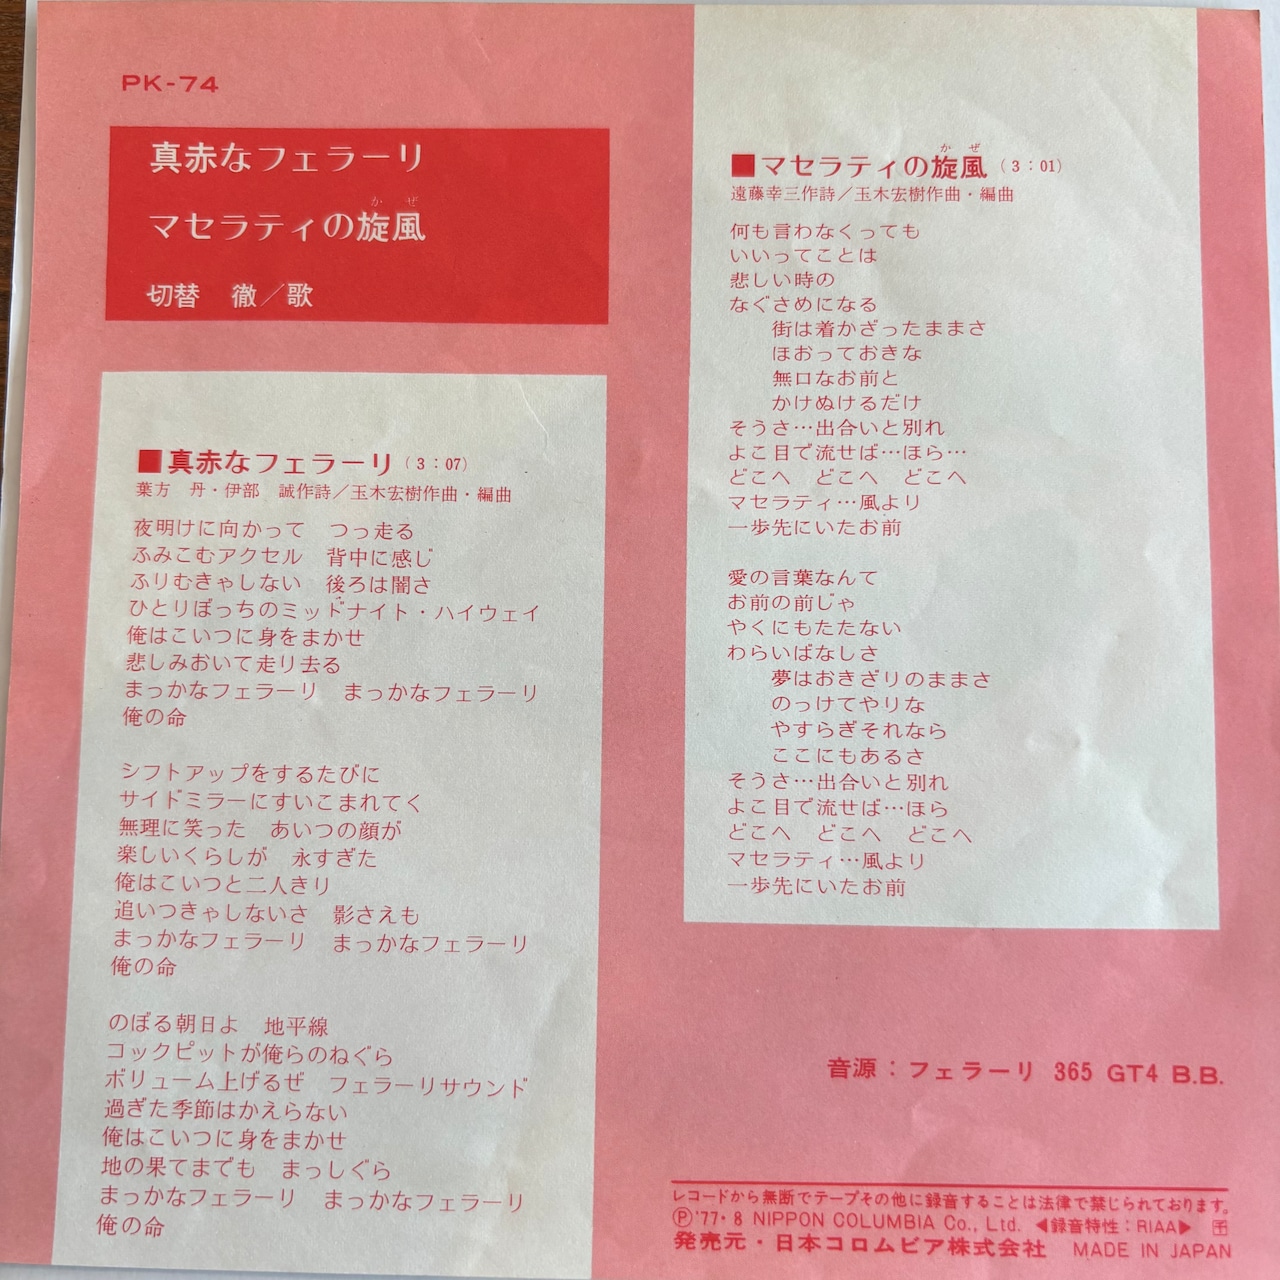 PK-74
真赤なフェラーリ
かぜ
マセラティの旋風
切替 徹／歌
■真赤なフェラーリ（3：07）
葉方 丹・伊部 誠作詩／玉木宏樹作曲・編曲
夜明けに向かって つっ走る
ふみこむアクセル 背中に感じ
ふりむきゃしない 後ろは闇さ
ひとりぼっちのミッドナイト・ハイウェイ
俺はこいつに身をまかせ
悲しみおいて走り去る
まっかなフェラーリ まっかなフェラーリ
俺の命
シフトアップをするたびに
サイドミラーにすいこまれてく
無理に笑った あいつの顔が
楽しいくらしが 永すぎた
俺はこいつと二人きり
追いつきゃしないさ 影さえも
まっかなフェラーリ まっかなフェラーリ
俺の命
のぼる朝日よ 地平線
コックピットが俺らのねぐら
ボリューム上げるぜ フェラーリサウンド
過ぎた季節はかえらない
俺はこいつに身をまかせ
地の果てまでも まっしぐら
まっかなフェラーリ まっかなフェラーリ
俺の命
かぜ
■マセラティの旋風（3：01）
遠藤幸三作詩／玉木宏樹作曲・編曲
何も言わなくっても
いいってことは
悲しい時の
なぐさめになる
街は着かざったままさ
ほおっておきな
無口なお前と
かけぬけるだけ
そうさ…出合いと別れ
よこ目で流せば…ほら…
どこへ どこへ どこへ
マセラティ…風より
一歩先にいたお前
愛の言葉なんて
お前の前じゃ
やくにもたたない
わらいばなしさ
夢はおきざりのままさ
のっけてやりな
やすらぎそれなら
ここにもあるさ
そうさ…出合いと別れ
よこ目で流せば…ほら
どこへ どこへ どこへ
マセラティ…風より
一歩先にいたお前
音源：フェラーリ 365 GT4 B.B.
レコードから無断でテープその他に録音することは法律で禁じられております。
Ⓟ'77・8 NIPPON COLUMBIA Co., Ltd. ◀録音特性：RIAA▶
発売元・日本コロムビア株式会社 MADE IN JAPAN